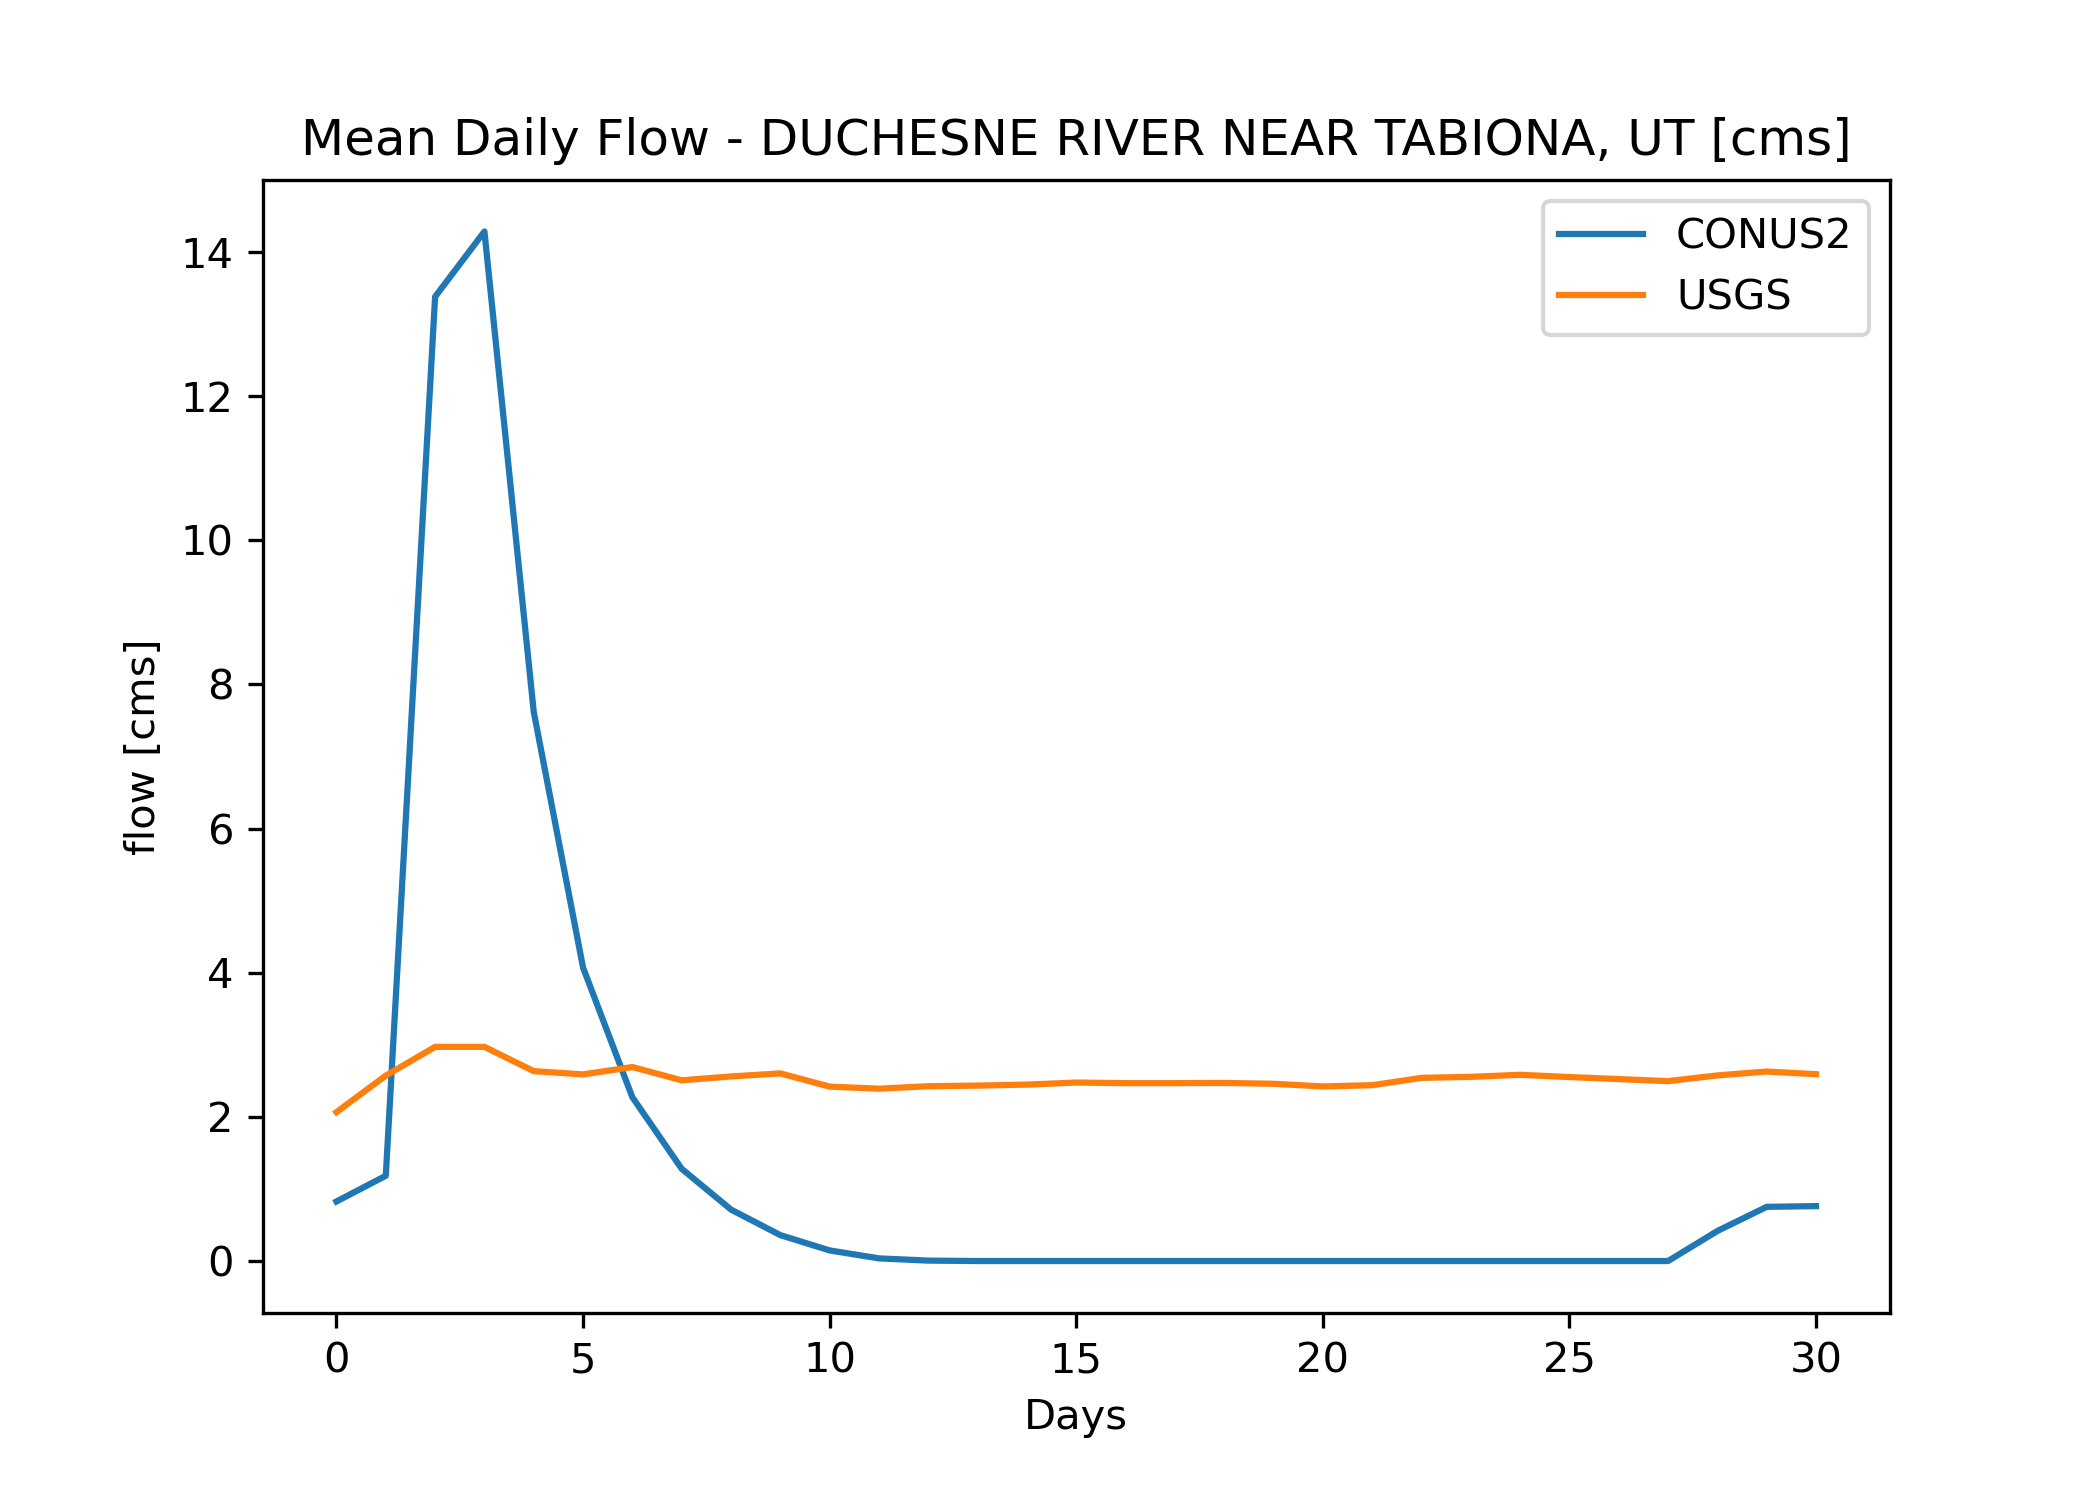 Mean Daily Flow - DUCHESNE RIVER NEAR TABIONA, UT [cms]
CONUS2
USGS
14
12
10
8
6
4
2
0
flow [cms]
0 5 10 15 20 25 30
Days